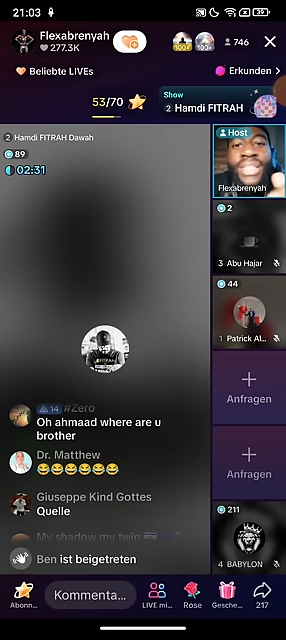 21:03
39
Flexabrenyah
277.3K
100+
100+
746
Beliebte LIVEs
Erkunden
53/70
Show
2 Hamdi FITRAH
2 Hamdi FITRAH Dawah
89
02:31
Host
Flexabrenyah
2
3 Abu Hajar
44
1 Patrick Al...
Anfragen
Anfragen
211
4 BABYLON
14 #Zero
Oh ahmaad where are u
brother
Dr. Matthew
😂😂😂😂😂😂
Giuseppe Kind Gottes
Quelle
My shadow my twin
Ben ist beigetreten
Abonn...
Kommenta...
LIVE mi...
Rose
Gesche...
217